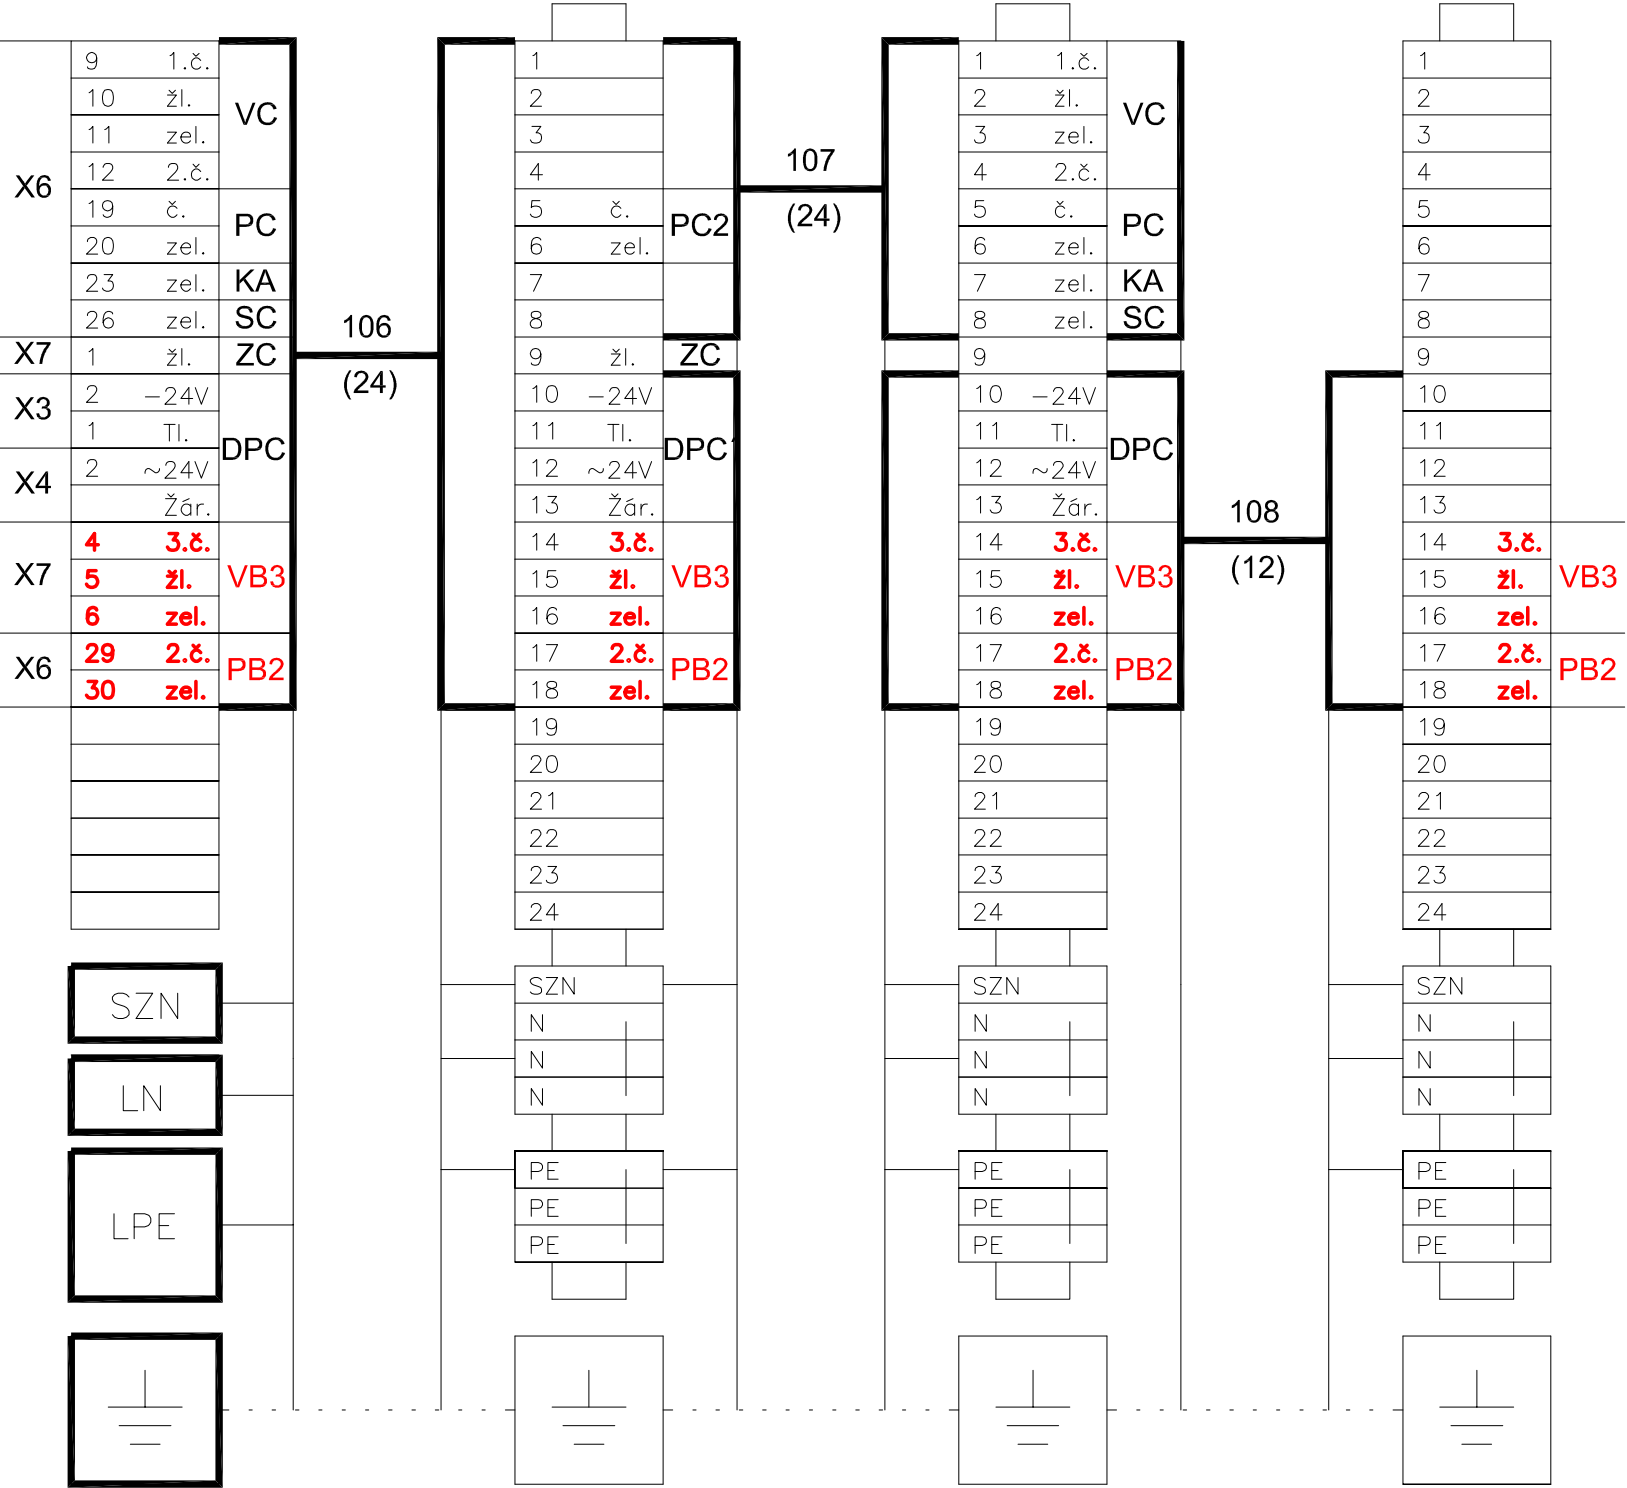 X6
9 1.č.
10 žl.
11 zel.
12 2.č.
VC
19 č.
20 zel.
PC
23 zel. KA
26 zel. SC
X7 1 žl. ZC
X3
2 −24V
1 Tl.
X4
2 ~24V
Žár.
DPC
X7
4 3.č.
5 žl.
6 zel.
VB3
X6
29 2.č.
30 zel.
PB2
SZN
LN
LPE
106
(24)
1
2
3
4
5 č.
6 zel.
PC2
7
8
9 žl. ZC
10 −24V
11 Tl.
12 ~24V
13 Žár.
DPC
14 3.č.
15 žl.
16 zel.
VB3
17 2.č.
18 zel.
PB2
19
20
21
22
23
24
SZN
N
N
N
PE
PE
PE
107
(24)
1 1.č.
2 žl.
3 zel.
4 2.č.
VC
5 č.
6 zel.
PC
7 zel. KA
8 zel. SC
9
10 −24V
11 Tl.
12 ~24V
13 Žár.
DPC
14 3.č.
15 žl.
16 zel.
VB3
17 2.č.
18 zel.
PB2
19
20
21
22
23
24
SZN
N
N
N
PE
PE
PE
108
(12)
1
2
3
4
5
6
7
8
9
10
11
12
13
14 3.č.
15 žl.
16 zel.
VB3
17 2.č.
18 zel.
PB2
19
20
21
22
23
24
SZN
N
N
N
PE
PE
PE